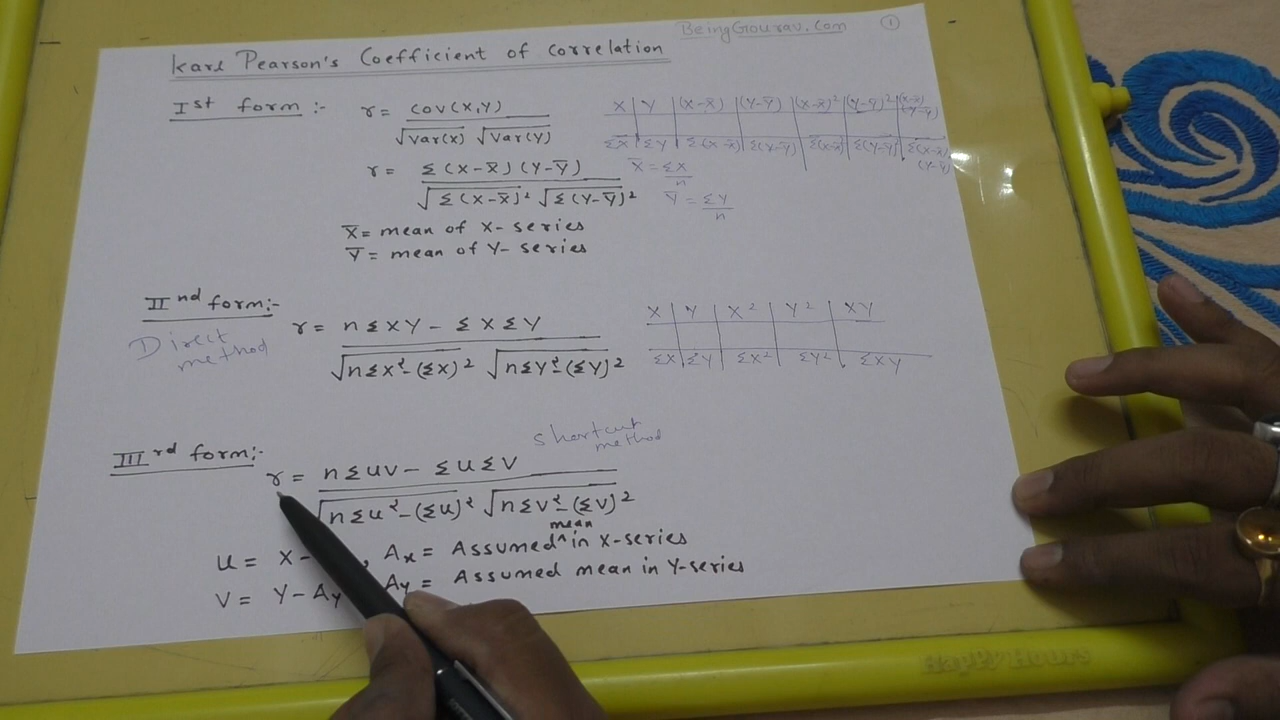 BeingGourav.Com ①
Karl Pearson's Coefficient of Correlation
Ist form :- r = COV(X,Y) / √Var(X) √Var(Y)
X | Y | (X-X̅) | (Y-Y̅) | (X-X̅)² | (Y-Y̅)² | (X-X̅)(Y-Y̅)
ΣX | ΣY | Σ(X-X̅) | Σ(Y-Y̅) | Σ(X-X̅)² | Σ(Y-Y̅)² | Σ(X-X̅)(Y-Y̅)
r = Σ(X-X̅)(Y-Y̅) / √Σ(X-X̅)² √Σ(Y-Y̅)²
X̅ = ΣX / n
Y̅ = ΣY / n
X̅ = mean of X-series
Y̅ = mean of Y-series
IInd form:-
Direct method
r = nΣXY - ΣXΣY / √nΣX²-(ΣX)² √nΣY²-(ΣY)²
X | Y | X² | Y² | XY
ΣX | ΣY | ΣX² | ΣY² | ΣXY
IIIrd form:-
Shortcut method
r = nΣUV - ΣUΣV / √nΣU²-(ΣU)² √nΣV²-(ΣV)²
U = X- , Ax = Assumed ^mean in X-series
V = Y-Ay Ay = Assumed mean in Y-series
Happy Hours